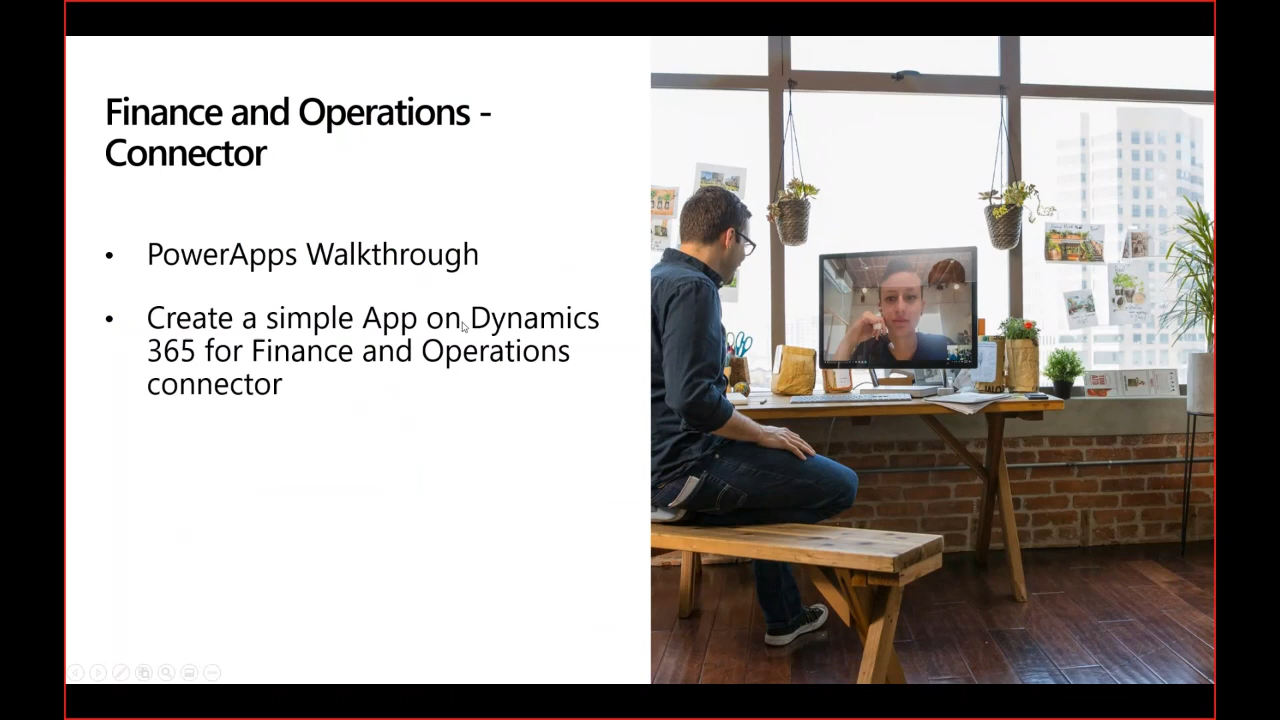 Finance and Operations -
Connector
• PowerApps Walkthrough
• Create a simple App on Dynamics
365 for Finance and Operations
connector